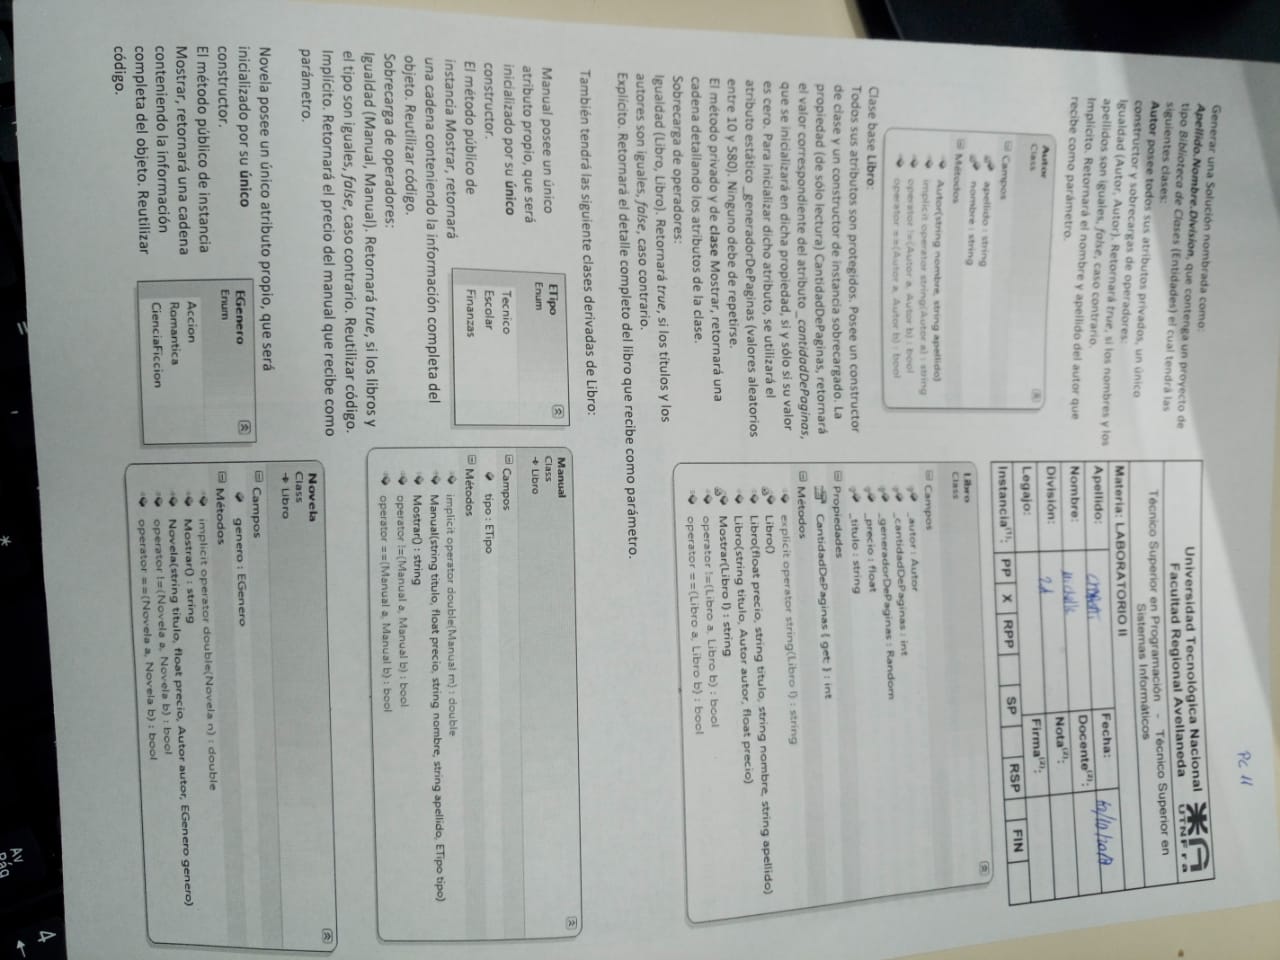 PC 11
Generar una Solución nombrada como:
Apellido.Nombre.Division, que contenga un proyecto de
tipo Biblioteca de Clases (Entidades) el cual tendrá las
siguientes clases:
Autor posee todos sus atributos privados, un único
constructor y sobrecargas de operadores:
Igualdad (Autor, Autor). Retornará true, si los nombres y los
apellidos son iguales, false, caso contrario.
Implícito. Retornará el nombre y apellido del autor que
recibe como parámetro.
Universidad Tecnológica Nacional
Facultad Regional Avellaneda
UTNFra
Técnico Superior en Programación - Técnico Superior en
Sistemas Informáticos
Materia: LABORATORIO II
Apellido:
Fecha:
Nombre: Michelle
Docente(2):
División:
Nota(2):
Legajo:
Firma(2):
Instancia(1): PP X RPP SP RSP FIN
Autor
Class
Campos
apellido : string
nombre : string
Métodos
Autor(string nombre, string apellido)
implicit operator string(Autor a) : string
operator !=(Autor a, Autor b) : bool
operator ==(Autor a, Autor b) : bool
Libro
Class
Campos
_autor : Autor
_cantidadDePaginas : int
_generadorDePaginas : Random
_precio : float
_titulo : string
Propiedades
CantidadDePaginas { get; } : int
Métodos
explicit operator string(Libro l) : string
Libro()
Libro(float precio, string titulo, string nombre, string apellido)
Libro(string titulo, Autor autor, float precio)
Mostrar(Libro l) : string
operator !=(Libro a, Libro b) : bool
operator ==(Libro a, Libro b) : bool
Clase base Libro:
Todos sus atributos son protegidos. Posee un constructor
de clase y un constructor de instancia sobrecargado. La
propiedad (de sólo lectura) CantidadDePaginas, retornará
el valor correspondiente del atributo _cantidadDePaginas,
que se inicializará en dicha propiedad, si y sólo si su valor
es cero. Para inicializar dicho atributo, se utilizará el
atributo estático _generadorDePaginas (valores aleatorios
entre 10 y 580). Ninguno debe de repetirse.
El método privado y de clase Mostrar, retornará una
cadena detallando los atributos de la clase.
Sobrecarga de operadores:
Igualdad (Libro, Libro). Retornará true, si los títulos y los
autores son iguales, false, caso contrario.
Explícito. Retornará el detalle completo del libro que recibe como parámetro.
También tendrá las siguiente clases derivadas de Libro:
Manual posee un único
atributo propio, que será
inicializado por su único
constructor.
El método público de
instancia Mostrar, retornará
una cadena conteniendo la información completa del
objeto. Reutilizar código.
Sobrecarga de operadores:
Igualdad (Manual, Manual). Retornará true, si los libros y
el tipo son iguales, false, caso contrario. Reutilizar código.
Implícito. Retornará el precio del manual que recibe como
parámetro.
ETipo
Enum
Tecnico
Escolar
Finanzas
Manual
Class
Libro
Campos
tipo : ETipo
Métodos
implicit operator double(Manual m) : double
Manual(string titulo, float precio, string nombre, string apellido, ETipo tipo)
Mostrar() : string
operator !=(Manual a, Manual b) : bool
operator ==(Manual a, Manual b) : bool
Novela posee un único atributo propio, que será
inicializado por su único
constructor.
El método público de instancia
Mostrar, retornará una cadena
conteniendo la información
completa del objeto. Reutilizar
código.
EGenero
Enum
Accion
Romantica
CienciaFiccion
Novela
Class
Libro
Campos
genero : EGenero
Métodos
implicit operator double(Novela n) : double
Mostrar() : string
Novela(string titulo, float precio, Autor autor, EGenero genero)
operator !=(Novela a, Novela b) : bool
operator ==(Novela a, Novela b) : bool
4
Av
Pág
*